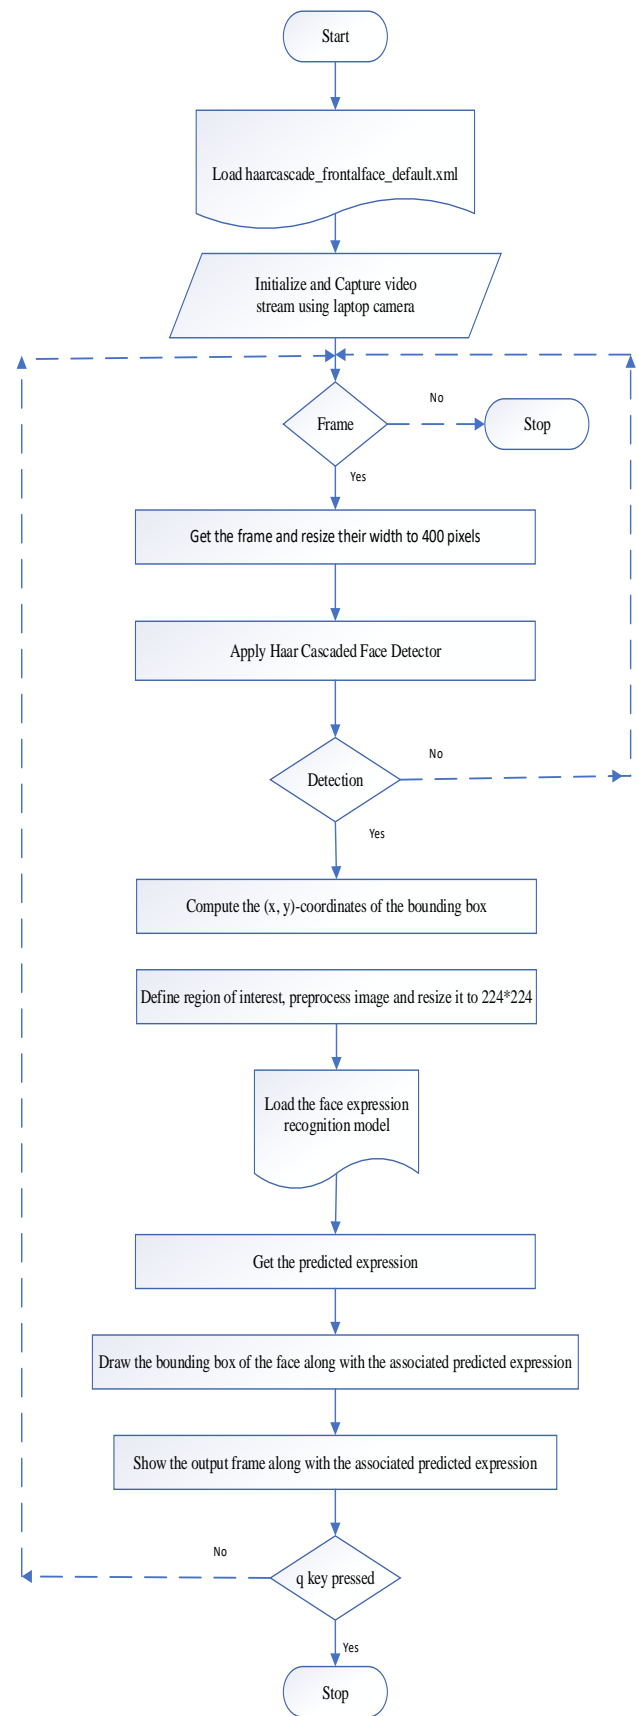 Start
Load haarcascade_frontalface_default.xml
Initialize and Capture video
stream using laptop camera
Frame
No
Stop
Yes
Get the frame and resize their width to 400 pixels
Apply Haar Cascaded Face Detector
No
Detection
Yes
Compute the (x, y)-coordinates of the bounding box
Define region of interest, preprocess image and resize it to 224*224
Load the face expression
recognition model
Get the predicted expression
Draw the bounding box of the face along with the associated predicted expression
Show the output frame along with the associated predicted expression
No
q key pressed
Yes
Stop